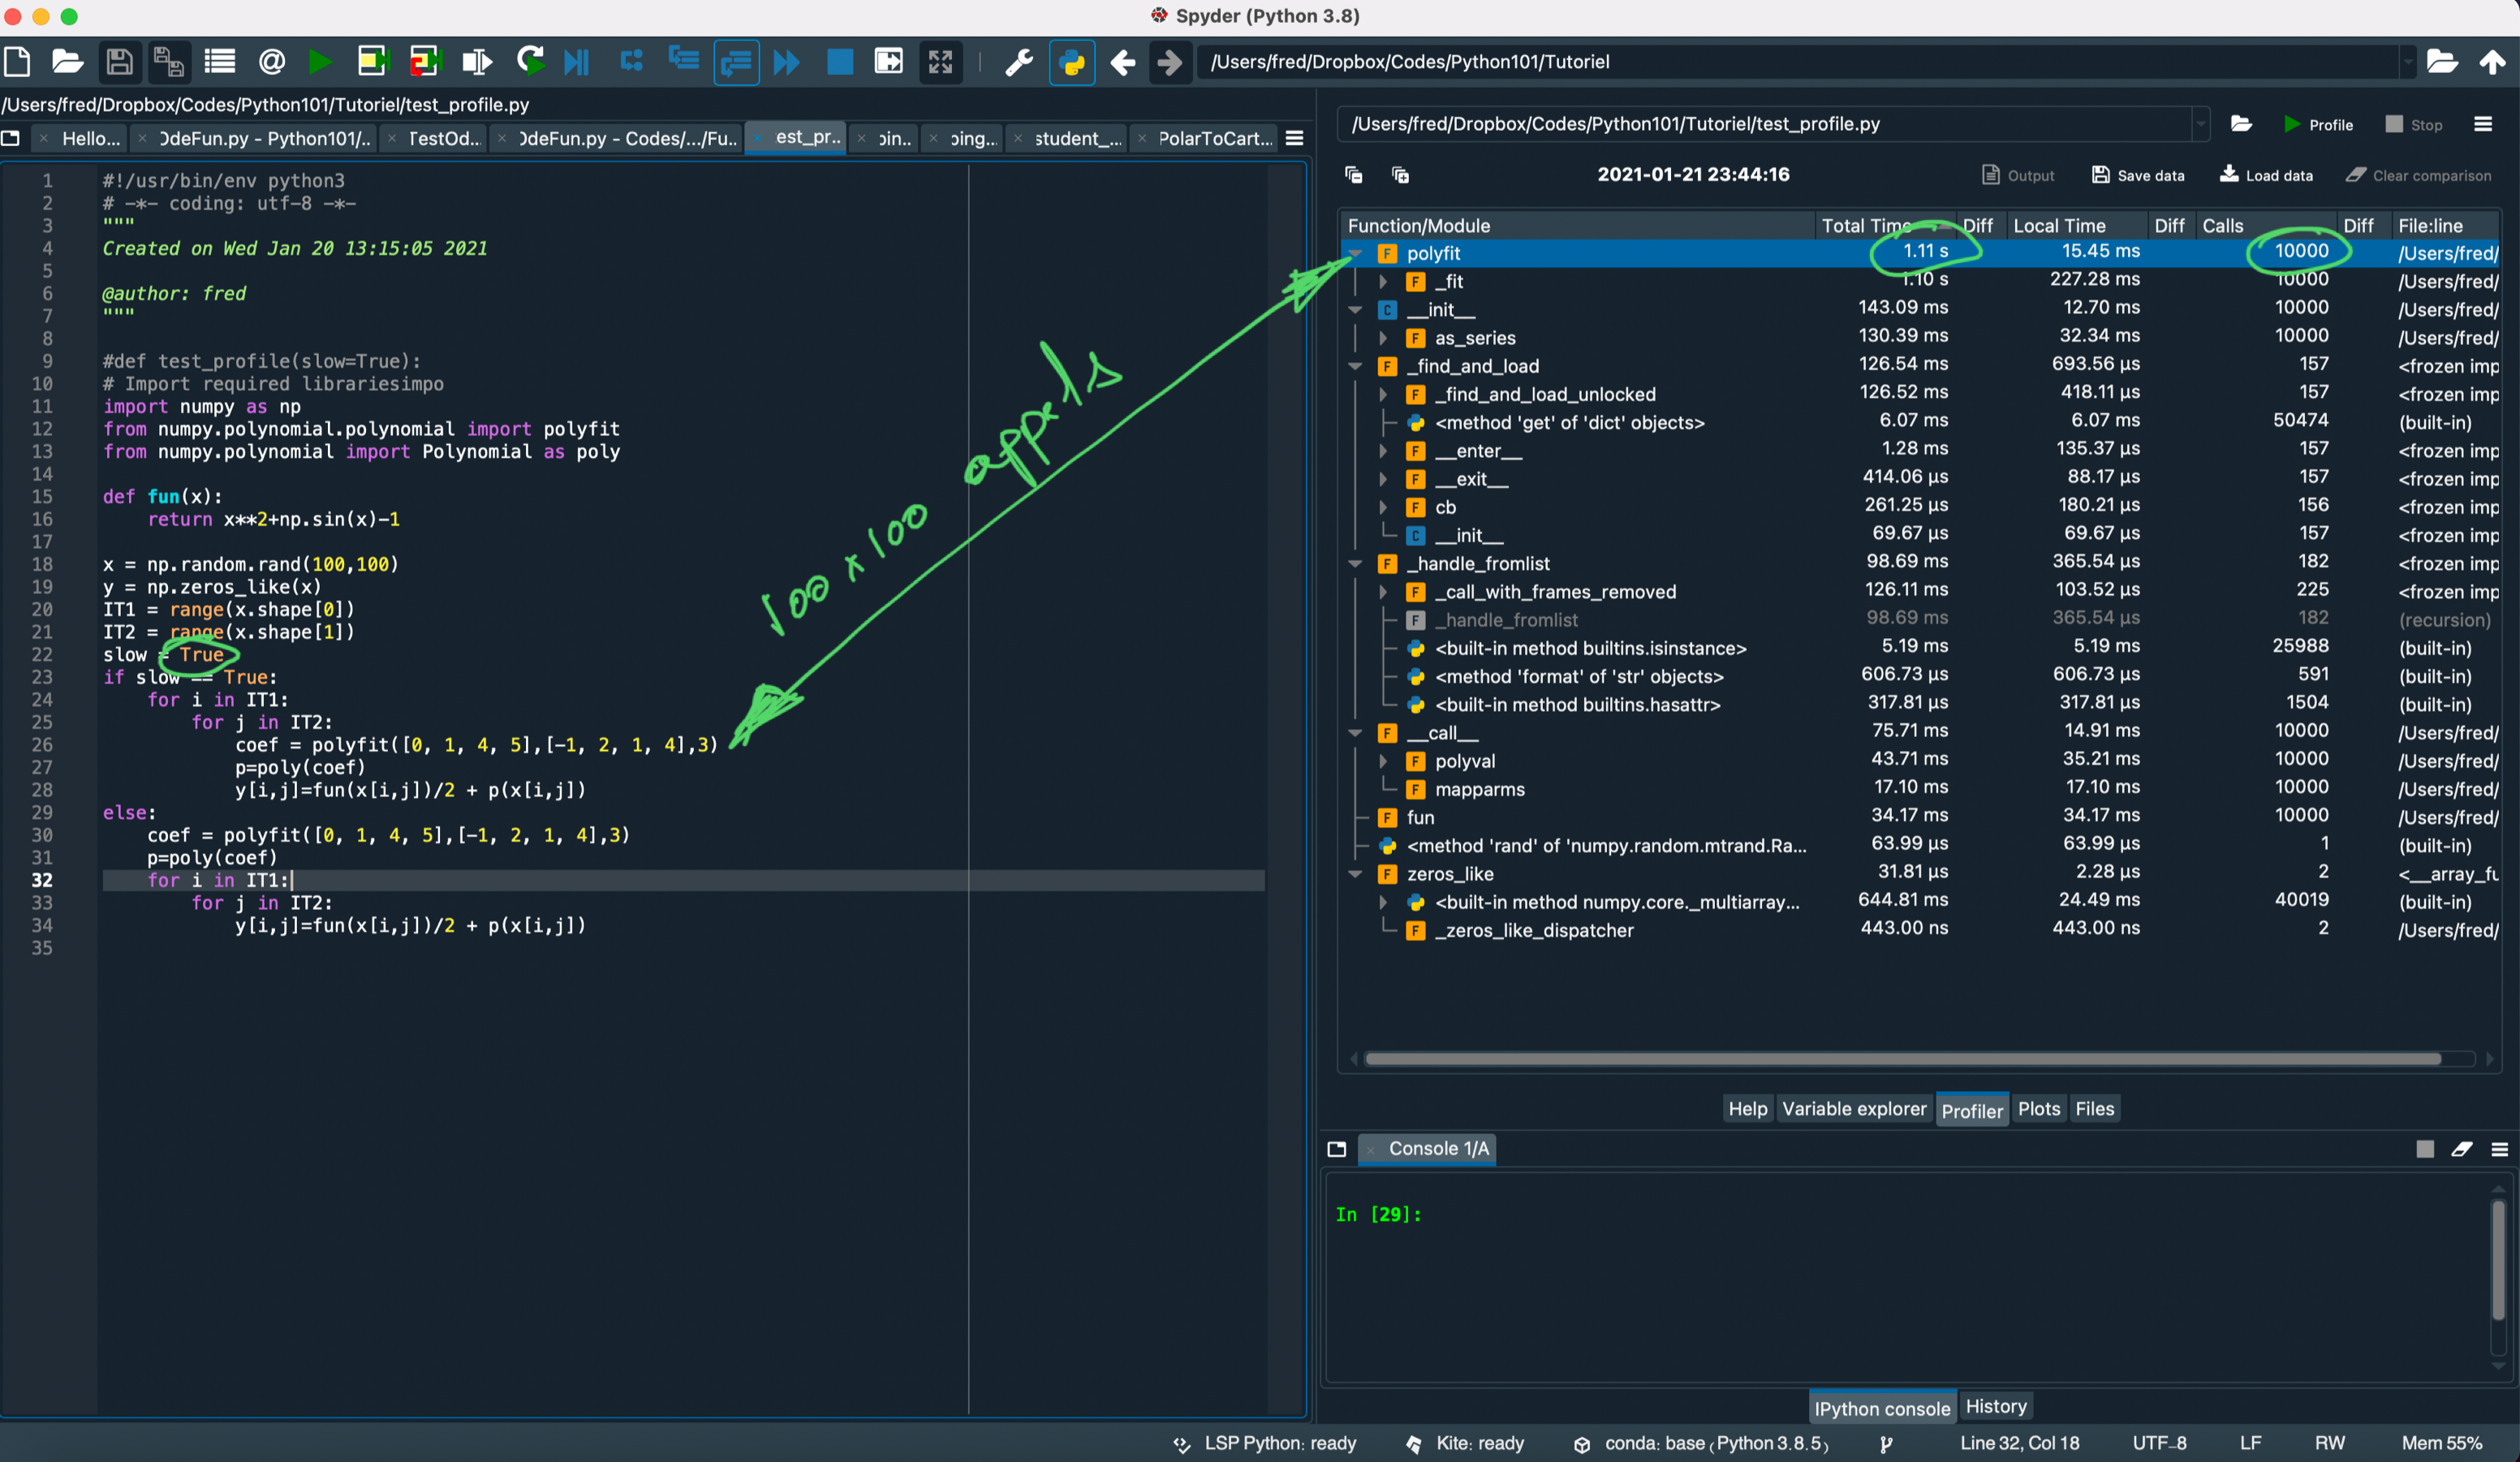 Spyder (Python 3.8)
/Users/fred/Dropbox/Codes/Python101/Tutoriel
/Users/fred/Dropbox/Codes/Python101/Tutoriel/test_profile.py
Hello...
OdeFun.py - Python101/..
TestOd..
OdeFun.py - Codes/.../Fu..
est_pr..
oin..
oing...
student_...
PolarToCart...
1 #!/usr/bin/env python3
2 # -*- coding: utf-8 -*-
3 """
4 Created on Wed Jan 20 13:15:05 2021
5
6 @author: fred
7 """
8
9 #def test_profile(slow=True):
10 # Import required librariesimpo
11 import numpy as np
12 from numpy.polynomial.polynomial import polyfit
13 from numpy.polynomial import Polynomial as poly
14
15 def fun(x):
16 return x**2+np.sin(x)-1
17
18 x = np.random.rand(100,100)
19 y = np.zeros_like(x)
20 IT1 = range(x.shape[0])
21 IT2 = range(x.shape[1])
22 slow = True
23 if slow == True:
24 for i in IT1:
25 for j in IT2:
26 coef = polyfit([0, 1, 4, 5],[-1, 2, 1, 4],3)
27 p=poly(coef)
28 y[i,j]=fun(x[i,j])/2 + p(x[i,j])
29 else:
30 coef = polyfit([0, 1, 4, 5],[-1, 2, 1, 4],3)
31 p=poly(coef)
32 for i in IT1:
33 for j in IT2:
34 y[i,j]=fun(x[i,j])/2 + p(x[i,j])
35
100 x 100 appels
/Users/fred/Dropbox/Codes/Python101/Tutoriel/test_profile.py
Profile
Stop
2021-01-21 23:44:16
Output
Save data
Load data
Clear comparison
Function/Module Total Time Diff Local Time Diff Calls Diff File:line
F polyfit 1.11 s 15.45 ms 10000 /Users/fred/
F _fit 1.10 s 227.28 ms 10000 /Users/fred/
C __init__ 143.09 ms 12.70 ms 10000 /Users/fred/
F as_series 130.39 ms 32.34 ms 10000 /Users/fred/
F _find_and_load 126.54 ms 693.56 µs 157 <frozen imp
F _find_and_load_unlocked 126.52 ms 418.11 µs 157 <frozen imp
<method 'get' of 'dict' objects> 6.07 ms 6.07 ms 50474 (built-in)
F __enter__ 1.28 ms 135.37 µs 157 <frozen imp
F __exit__ 414.06 µs 88.17 µs 157 <frozen imp
F cb 261.25 µs 180.21 µs 156 <frozen imp
C __init__ 69.67 µs 69.67 µs 157 <frozen imp
F _handle_fromlist 98.69 ms 365.54 µs 182 <frozen imp
F _call_with_frames_removed 126.11 ms 103.52 µs 225 <frozen imp
F _handle_fromlist 98.69 ms 365.54 µs 182 (recursion)
<built-in method builtins.isinstance> 5.19 ms 5.19 ms 25988 (built-in)
<method 'format' of 'str' objects> 606.73 µs 606.73 µs 591 (built-in)
<built-in method builtins.hasattr> 317.81 µs 317.81 µs 1504 (built-in)
F __call__ 75.71 ms 14.91 ms 10000 /Users/fred/
F polyval 43.71 ms 35.21 ms 10000 /Users/fred/
F mapparms 17.10 ms 17.10 ms 10000 /Users/fred/
F fun 34.17 ms 34.17 ms 10000 /Users/fred/
<method 'rand' of 'numpy.random.mtrand.Ra... 63.99 µs 63.99 µs 1 (built-in)
F zeros_like 31.81 µs 2.28 µs 2 <__array_fu
<built-in method numpy.core._multiarray... 644.81 ms 24.49 ms 40019 (built-in)
F _zeros_like_dispatcher 443.00 ns 443.00 ns 2 /Users/fred/
Help Variable explorer Profiler Plots Files
Console 1/A
In [29]:
IPython console History
LSP Python: ready Kite: ready conda: base (Python 3.8.5) Line 32, Col 18 UTF-8 LF RW Mem 55%